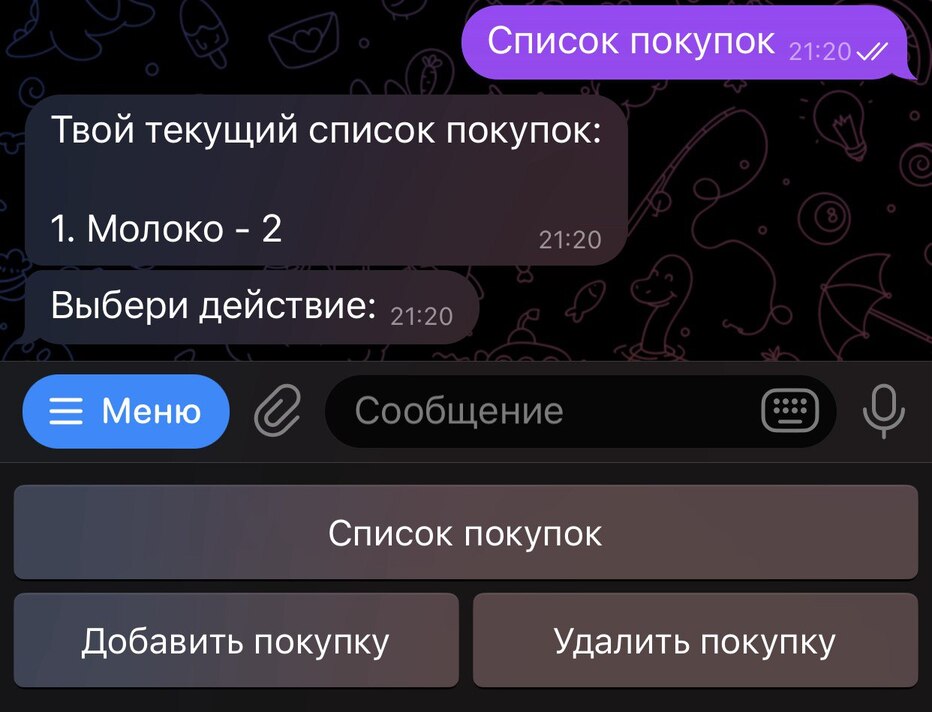 Список покупок 21:20
Твой текущий список покупок:
1. Молоко - 2 21:20
Выбери действие: 21:20
Меню Сообщение
Список покупок
Добавить покупку Удалить покупку